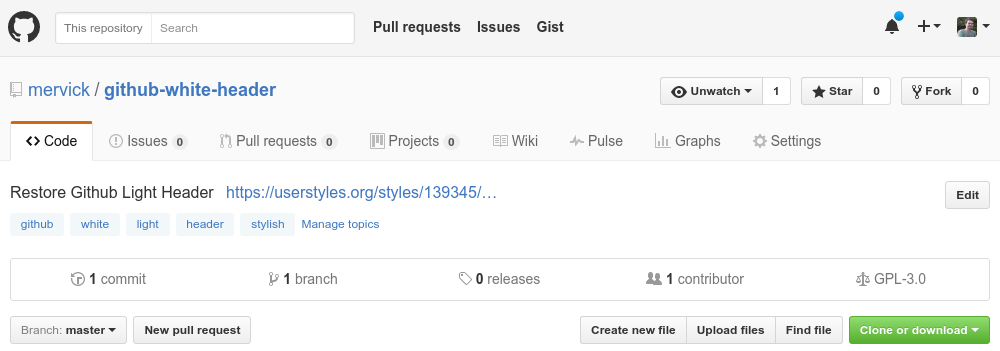 This repository Search Pull requests Issues Gist
mervick / github-white-header Unwatch 1 Star 0 Fork 0
Code Issues 0 Pull requests 0 Projects 0 Wiki Pulse Graphs Settings
Restore Github Light Header https://userstyles.org/styles/139345/… Edit
github white light header stylish Manage topics
1 commit 1 branch 0 releases 1 contributor GPL-3.0
Branch: master New pull request Create new file Upload files Find file Clone or download